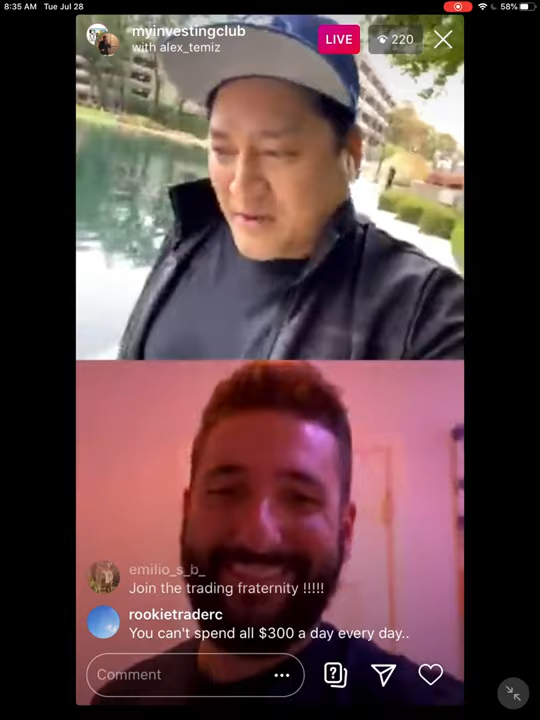 8:35 AM Tue Jul 28
58%
myinvestingclub
with alex_temiz
LIVE
220
emilio_s_b_
Join the trading fraternity !!!!!
rookietraderc
You can't spend all $300 a day every day..
Comment